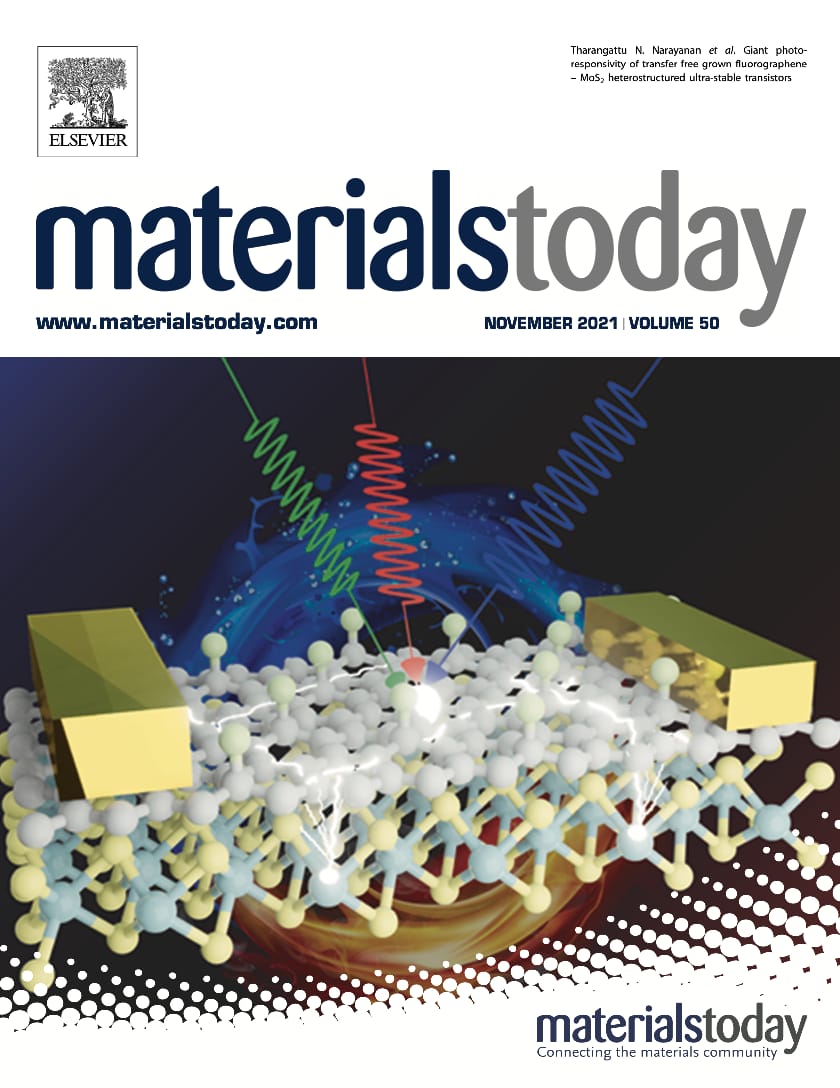 Tharangattu N. Narayanan et al. Giant photo-
responsivity of transfer free grown fluorographene
– MoS₂ heterostructured ultra-stable transistors
ELSEVIER
materialstoday
www.materialstoday.com
NOVEMBER 2021 | VOLUME 50
materialstoday
Connecting the materials community